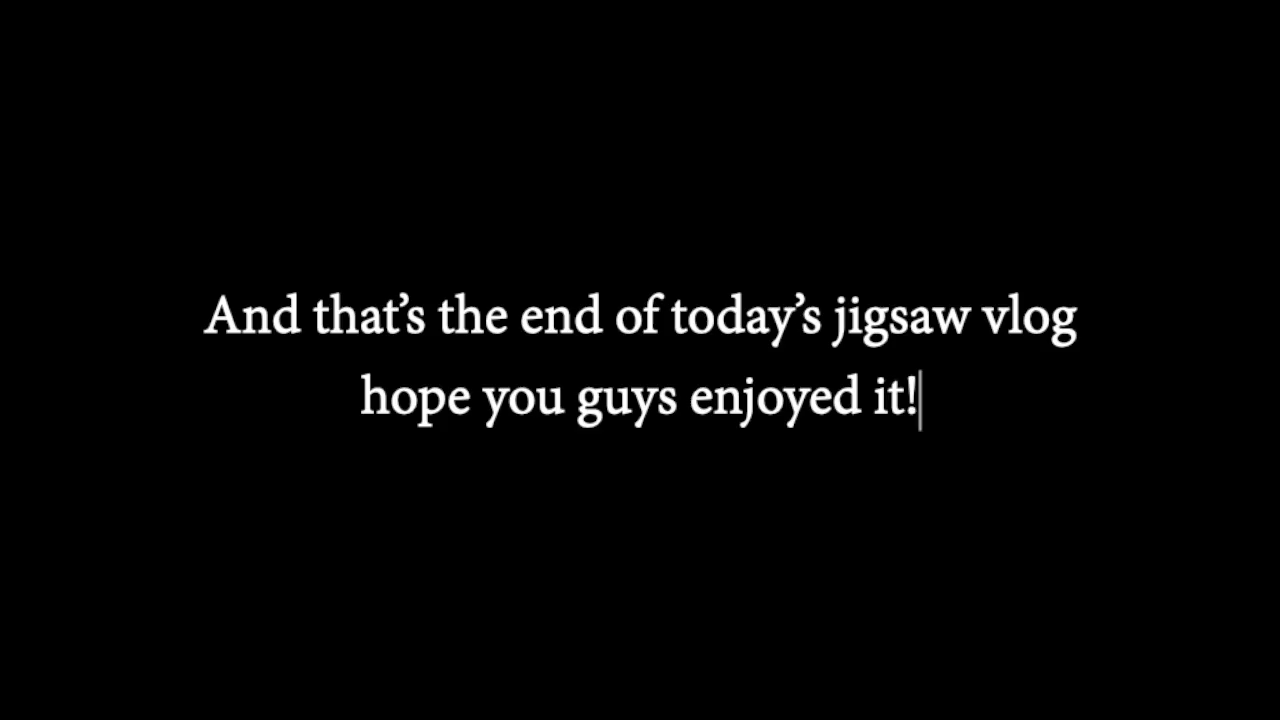 And that’s the end of today’s jigsaw vlog
hope you guys enjoyed it!